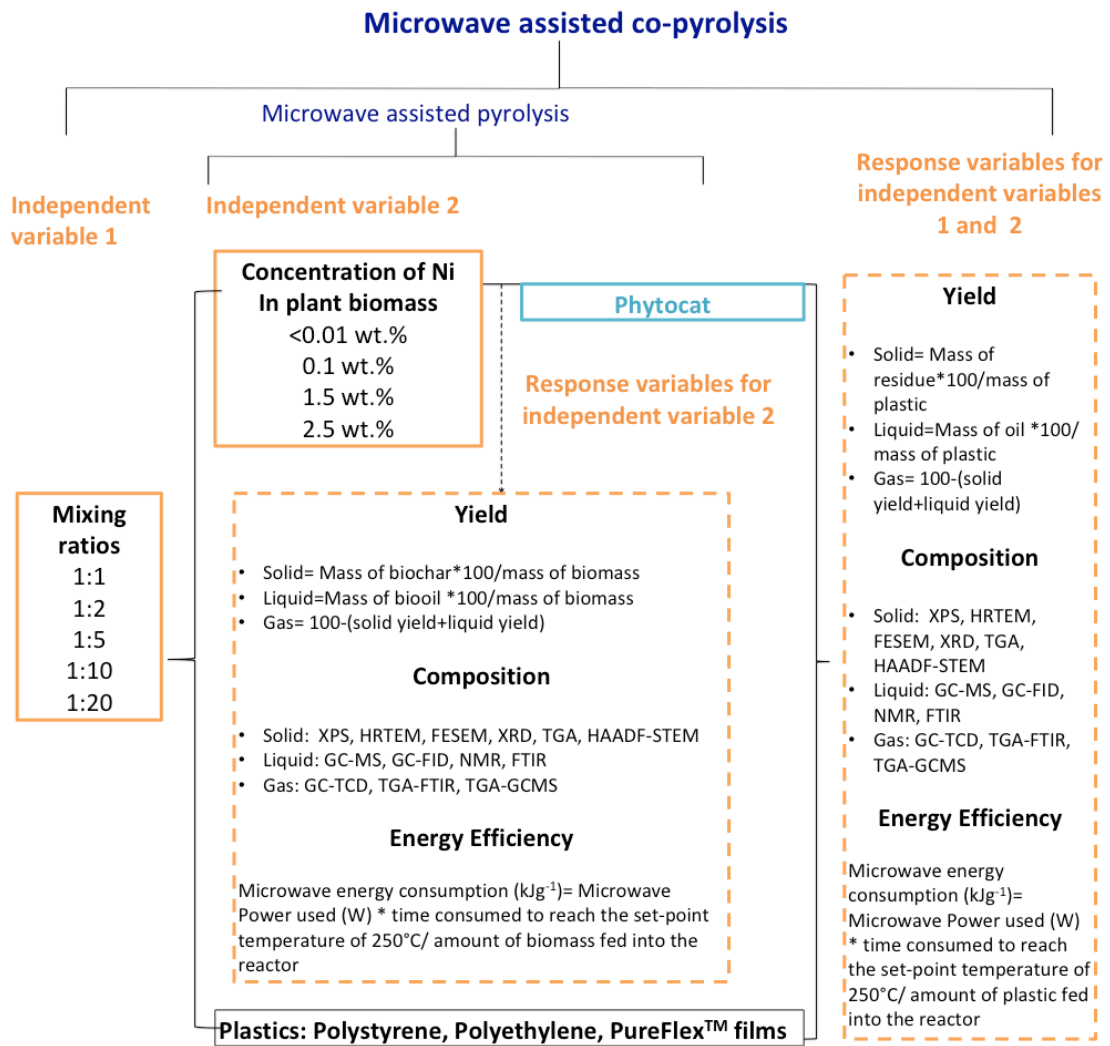 Microwave assisted co-pyrolysis
Microwave assisted pyrolysis
Independent
variable 1
Mixing
ratios
1:1
1:2
1:5
1:10
1:20
Independent variable 2
Concentration of Ni
In plant biomass
<0.01 wt.%
0.1 wt.%
1.5 wt.%
2.5 wt.%
Phytocat
Response variables for
independent variable 2
Yield
• Solid= Mass of biochar*100/mass of biomass
• Liquid=Mass of biooil *100/mass of biomass
• Gas= 100-(solid yield+liquid yield)
Composition
• Solid: XPS, HRTEM, FESEM, XRD, TGA, HAADF-STEM
• Liquid: GC-MS, GC-FID, NMR, FTIR
• Gas: GC-TCD, TGA-FTIR, TGA-GCMS
Energy Efficiency
Microwave energy consumption (kJg⁻¹)= Microwave
Power used (W) * time consumed to reach the set-point
temperature of 250°C/ amount of biomass fed into the
reactor
Plastics: Polystyrene, Polyethylene, PureFlex™ films
Response variables for
independent variables
1 and 2
Yield
• Solid= Mass of
residue*100/mass of
plastic
• Liquid=Mass of oil *100/
mass of plastic
• Gas= 100-(solid
yield+liquid yield)
Composition
• Solid: XPS, HRTEM,
FESEM, XRD, TGA,
HAADF-STEM
• Liquid: GC-MS, GC-FID,
NMR, FTIR
• Gas: GC-TCD, TGA-FTIR,
TGA-GCMS
Energy Efficiency
Microwave energy
consumption (kJg⁻¹)=
Microwave Power used (W)
* time consumed to reach
the set-point temperature of
250°C/ amount of plastic fed
into the reactor